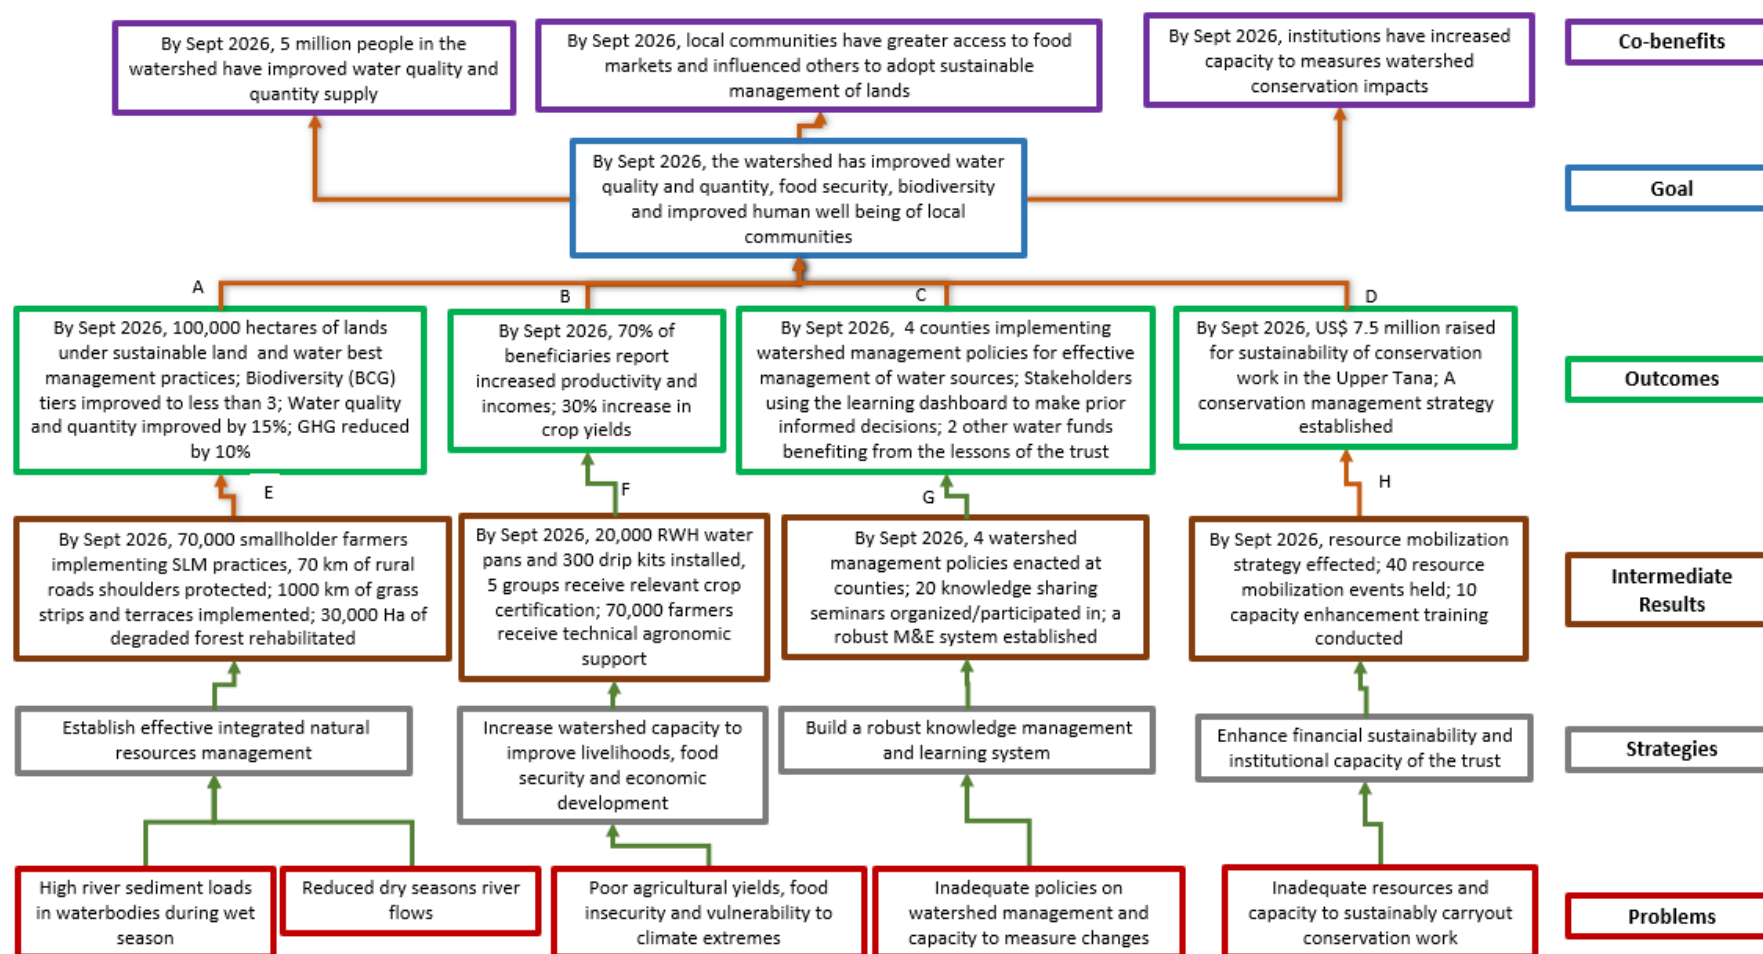 By Sept 2026, 5 million people in the
watershed have improved water quality and
quantity supply
By Sept 2026, local communities have greater access to food
markets and influenced others to adopt sustainable
management of lands
By Sept 2026, institutions have increased
capacity to measures watershed
conservation impacts
Co-benefits
By Sept 2026, the watershed has improved water
quality and quantity, food security, biodiversity
and improved human well being of local
communities
Goal
A
B
C
D
By Sept 2026, 100,000 hectares of lands
under sustainable land and water best
management practices; Biodiversity (BCG)
tiers improved to less than 3; Water quality
and quantity improved by 15%; GHG reduced
by 10%
By Sept 2026, 70% of
beneficiaries report
increased productivity and
incomes; 30% increase in
crop yields
By Sept 2026, 4 counties implementing
watershed management policies for effective
management of water sources; Stakeholders
using the learning dashboard to make prior
informed decisions; 2 other water funds
benefiting from the lessons of the trust
By Sept 2026, US$ 7.5 million raised
for sustainability of conservation
work in the Upper Tana; A
conservation management strategy
established
Outcomes
E
F
G
H
By Sept 2026, 70,000 smallholder farmers
implementing SLM practices, 70 km of rural
roads shoulders protected; 1000 km of grass
strips and terraces implemented; 30,000 Ha of
degraded forest rehabilitated
By Sept 2026, 20,000 RWH water
pans and 300 drip kits installed,
5 groups receive relevant crop
certification; 70,000 farmers
receive technical agronomic
support
By Sept 2026, 4 watershed
management policies enacted at
counties; 20 knowledge sharing
seminars organized/participated in; a
robust M&E system established
By Sept 2026, resource mobilization
strategy effected; 40 resource
mobilization events held; 10
capacity enhancement training
conducted
Intermediate
Results
Establish effective integrated natural
resources management
Increase watershed capacity to
improve livelihoods, food
security and economic
development
Build a robust knowledge management
and learning system
Enhance financial sustainability and
institutional capacity of the trust
Strategies
High river sediment loads
in waterbodies during wet
season
Reduced dry seasons river
flows
Poor agricultural yields, food
insecurity and vulnerability to
climate extremes
Inadequate policies on
watershed management and
capacity to measure changes
Inadequate resources and
capacity to sustainably carryout
conservation work
Problems